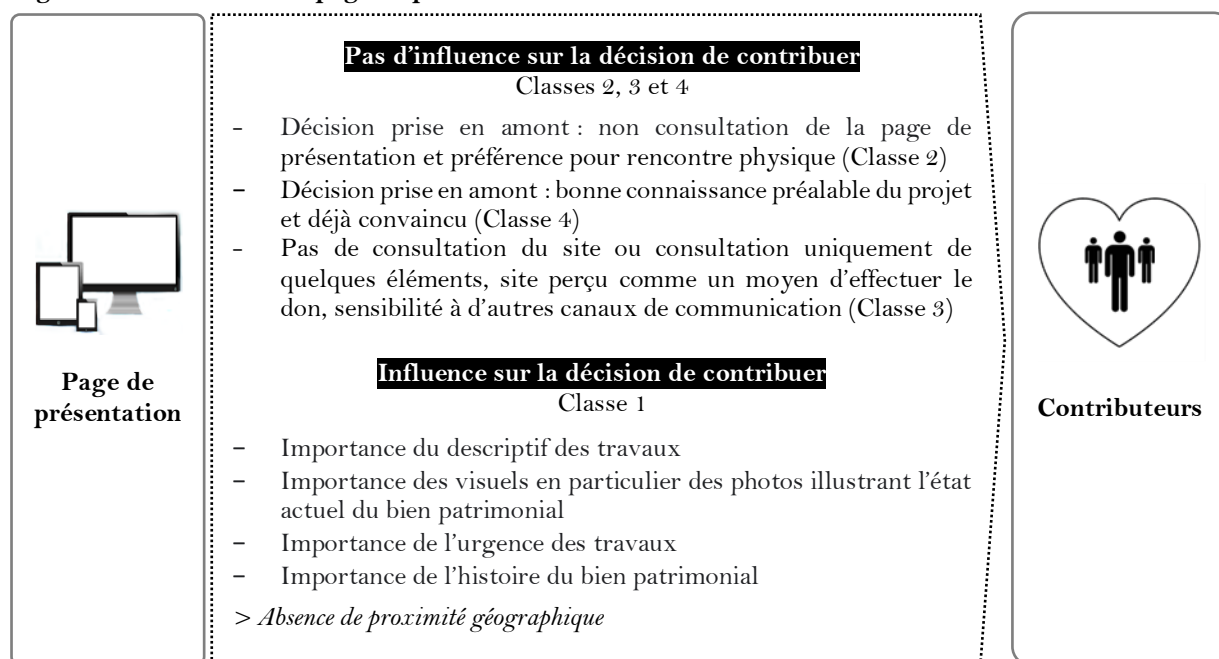 Pas d'influence sur la décision de contribuer
Classes 2, 3 et 4
- Décision prise en amont : non consultation de la page de
présentation et préférence pour rencontre physique (Classe 2)
- Décision prise en amont : bonne connaissance préalable du projet
et déjà convaincu (Classe 4)
- Pas de consultation du site ou consultation uniquement de
quelques éléments, site perçu comme un moyen d'effectuer le
don, sensibilité à d'autres canaux de communication (Classe 3)
Influence sur la décision de contribuer
Classe 1
- Importance du descriptif des travaux
- Importance des visuels en particulier des photos illustrant l'état
actuel du bien patrimonial
- Importance de l'urgence des travaux
- Importance de l'histoire du bien patrimonial
> Absence de proximité géographique
Page de
présentation
Contributeurs